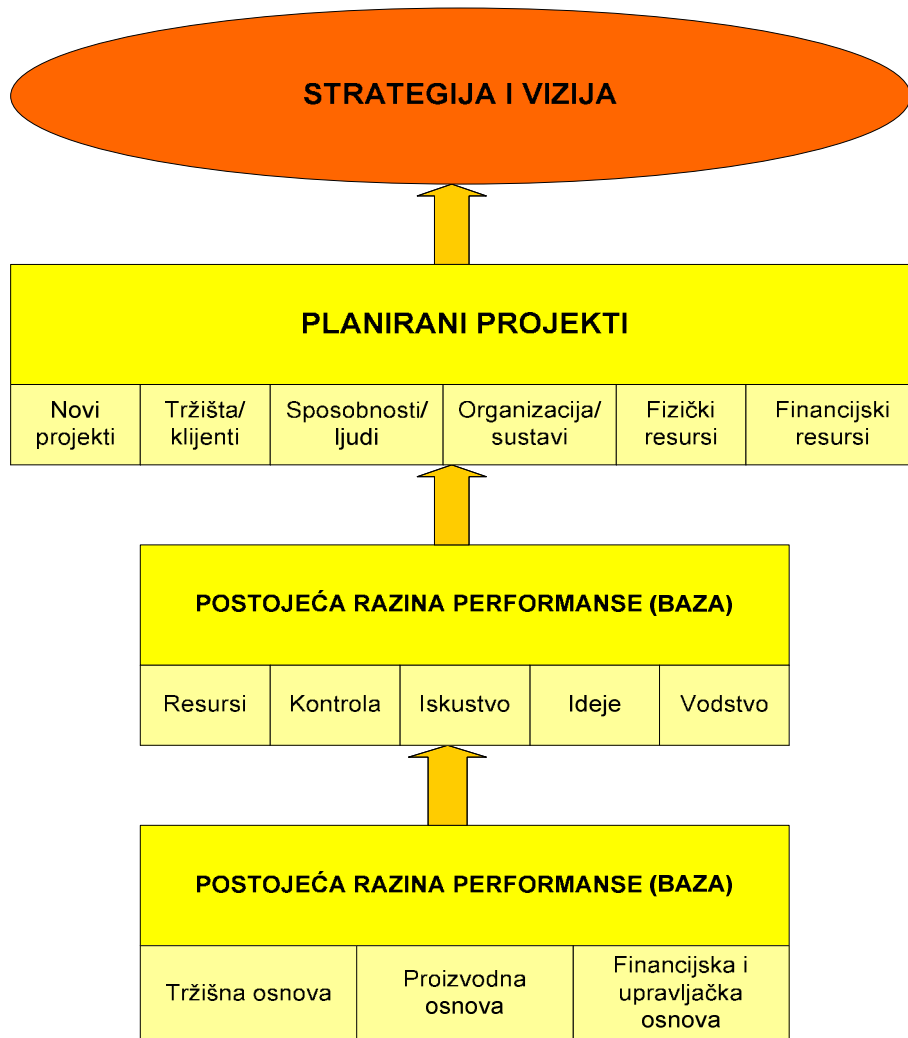 STRATEGIJA I VIZIJA
PLANIRANI PROJEKTI
Novi
projekti
Tržišta/
klijenti
Sposobnosti/
ljudi
Organizacija/
sustavi
Fizički
resursi
Financijski
resursi
POSTOJEĆA RAZINA PERFORMANSE (BAZA)
Resursi
Kontrola
Iskustvo
Ideje
Vodstvo
POSTOJEĆA RAZINA PERFORMANSE (BAZA)
Tržišna osnova
Proizvodna
osnova
Financijska i
upravljačka
osnova